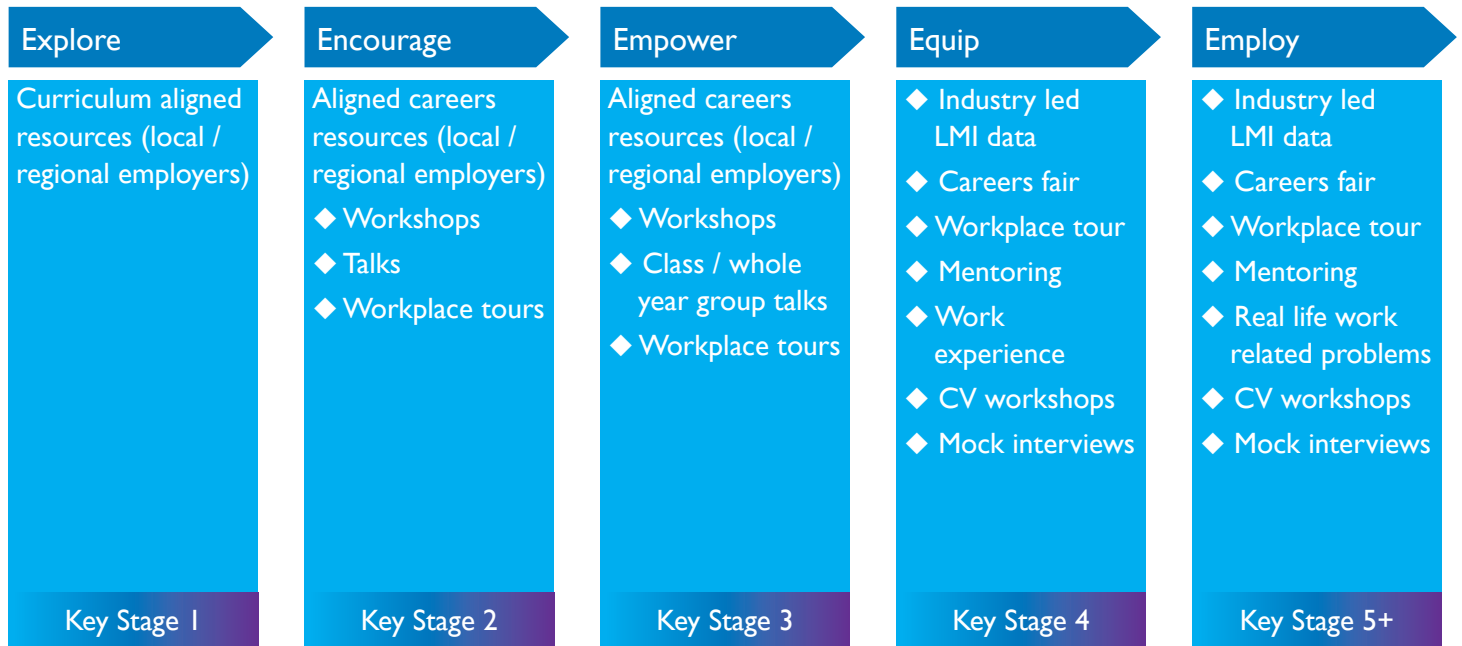 Explore
Curriculum aligned
resources (local /
regional employers)
Key Stage 1
Encourage
Aligned careers
resources (local /
regional employers)
◆ Workshops
◆ Talks
◆ Workplace tours
Key Stage 2
Empower
Aligned careers
resources (local /
regional employers)
◆ Workshops
◆ Class / whole
year group talks
◆ Workplace tours
Key Stage 3
Equip
◆ Industry led
LMI data
◆ Careers fair
◆ Workplace tour
◆ Mentoring
◆ Work
experience
◆ CV workshops
◆ Mock interviews
Key Stage 4
Employ
◆ Industry led
LMI data
◆ Careers fair
◆ Workplace tour
◆ Mentoring
◆ Real life work
related problems
◆ CV workshops
◆ Mock interviews
Key Stage 5+